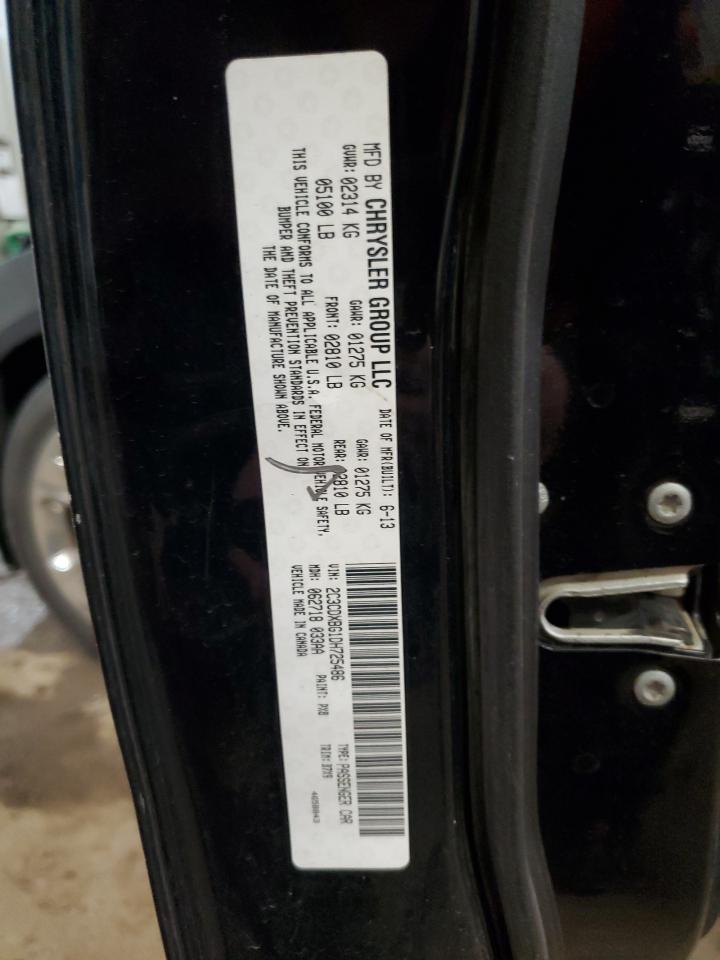 MFD BY CHRYSLER GROUP LLC DATE OF MFR(BUILT): 6-13
GVWR: 02314 KG GAWR: 01275 KG GAWR: 01275 KG
05100 LB FRONT: 02810 LB REAR: 02810 LB
THIS VEHICLE CONFORMS TO ALL APPLICABLE U.S.A. FEDERAL MOTOR VEHICLE SAFETY,
BUMPER AND THEFT PREVENTION STANDARDS IN EFFECT ON
THE DATE OF MANUFACTURE SHOWN ABOVE.
VIN: 2C3CDXBG1DH725486 TYPE: PASSENGER CAR
MDH: 062718 033AA PAINT: PX8 TRIM: B7X9
VEHICLE MADE IN CANADA